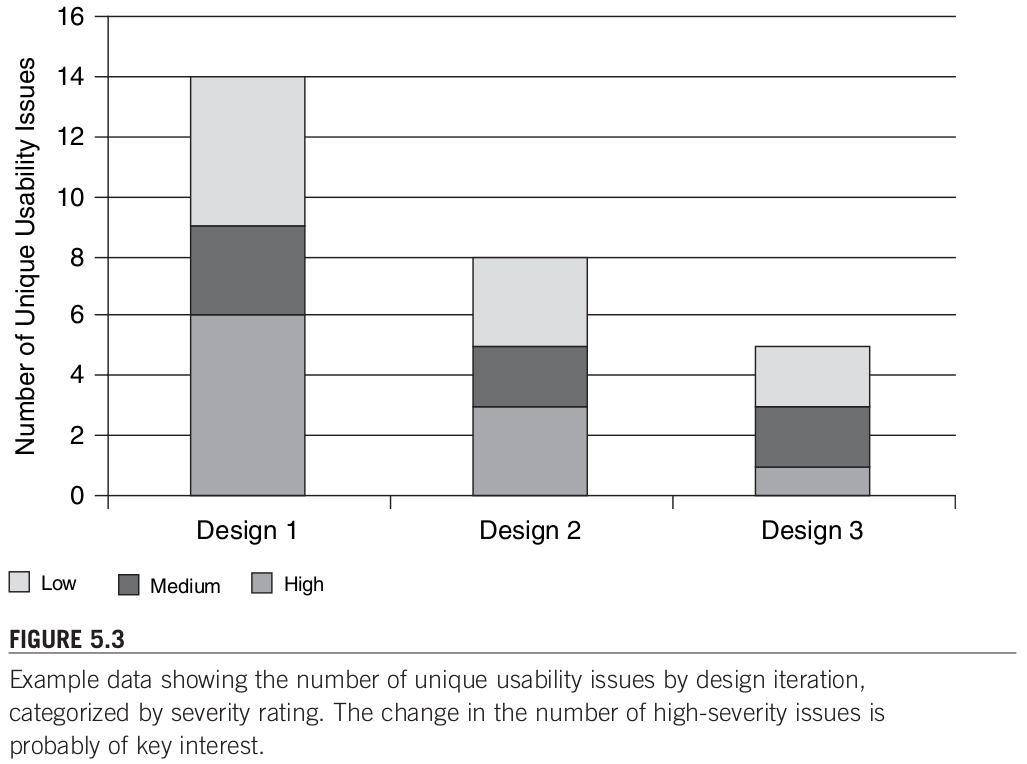 Number of Unique Usability Issues
16
14
12
10
8
6
4
2
0
Design 1 Design 2 Design 3
Low Medium High
FIGURE 5.3
Example data showing the number of unique usability issues by design iteration,
categorized by severity rating. The change in the number of high-severity issues is
probably of key interest.